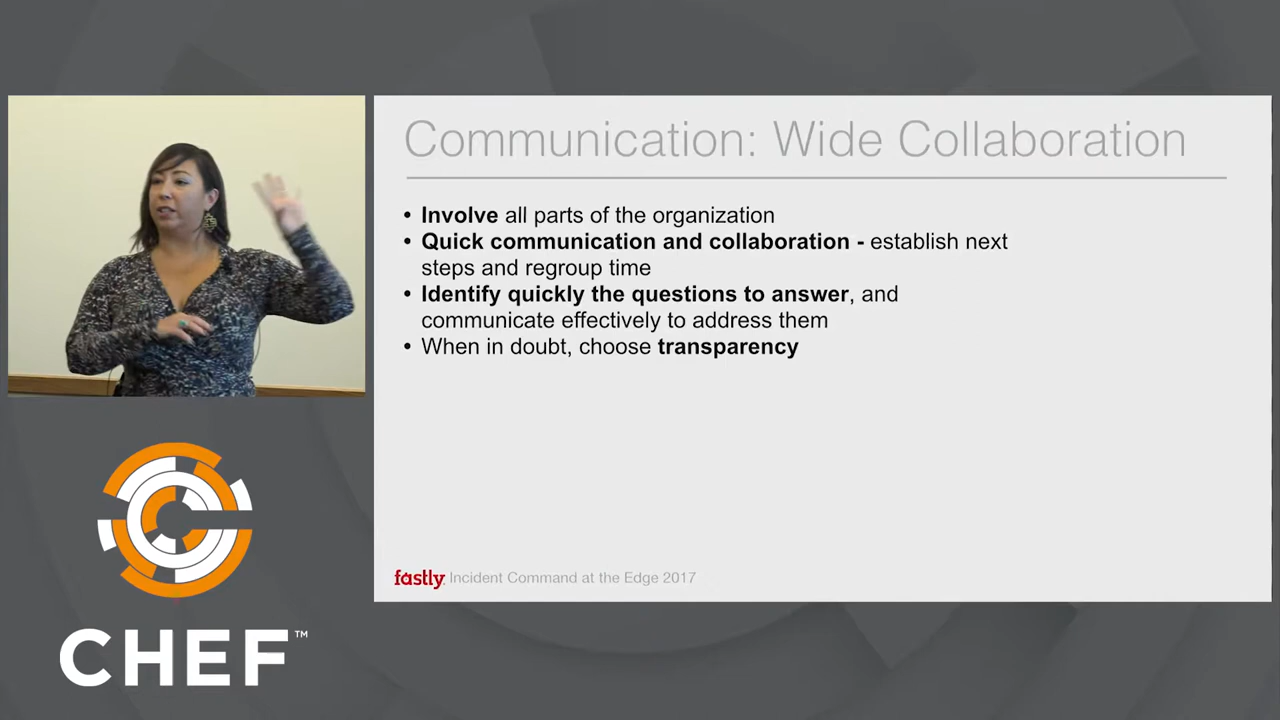 Communication: Wide Collaboration
• Involve all parts of the organization
• Quick communication and collaboration - establish next
steps and regroup time
• Identify quickly the questions to answer, and
communicate effectively to address them
• When in doubt, choose transparency
fastly Incident Command at the Edge 2017
CHEF™